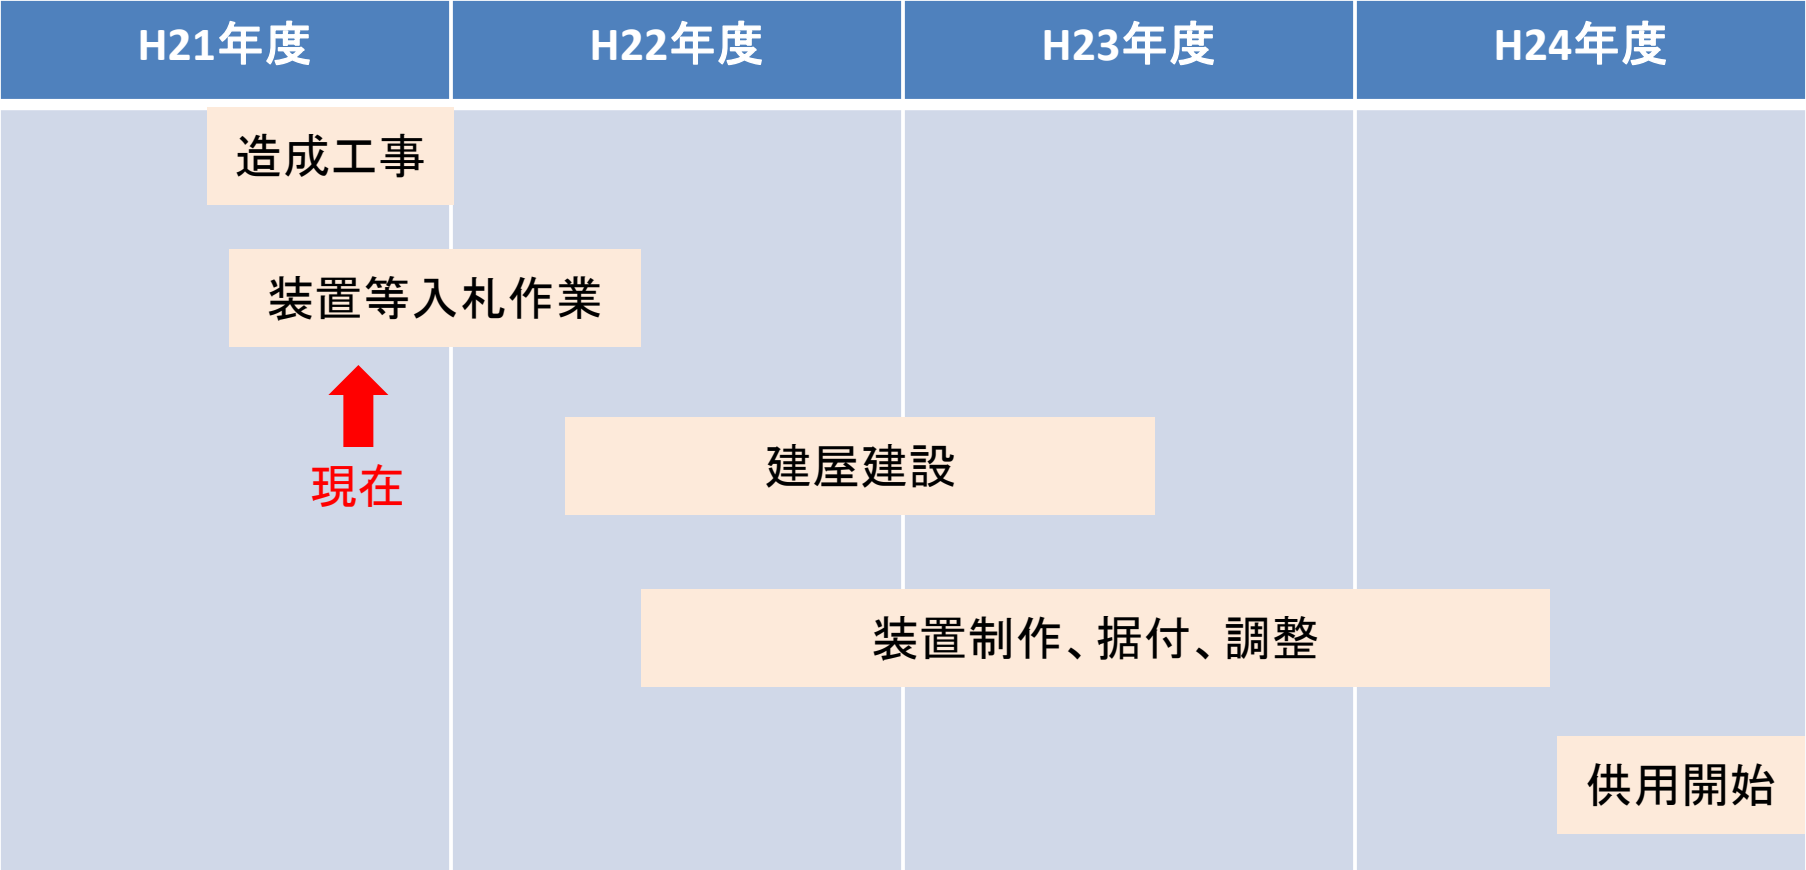 H21年度
H22年度
H23年度
H24年度
造成工事
装置等入札作業
現在
建屋建設
装置制作、据付、調整
供用開始